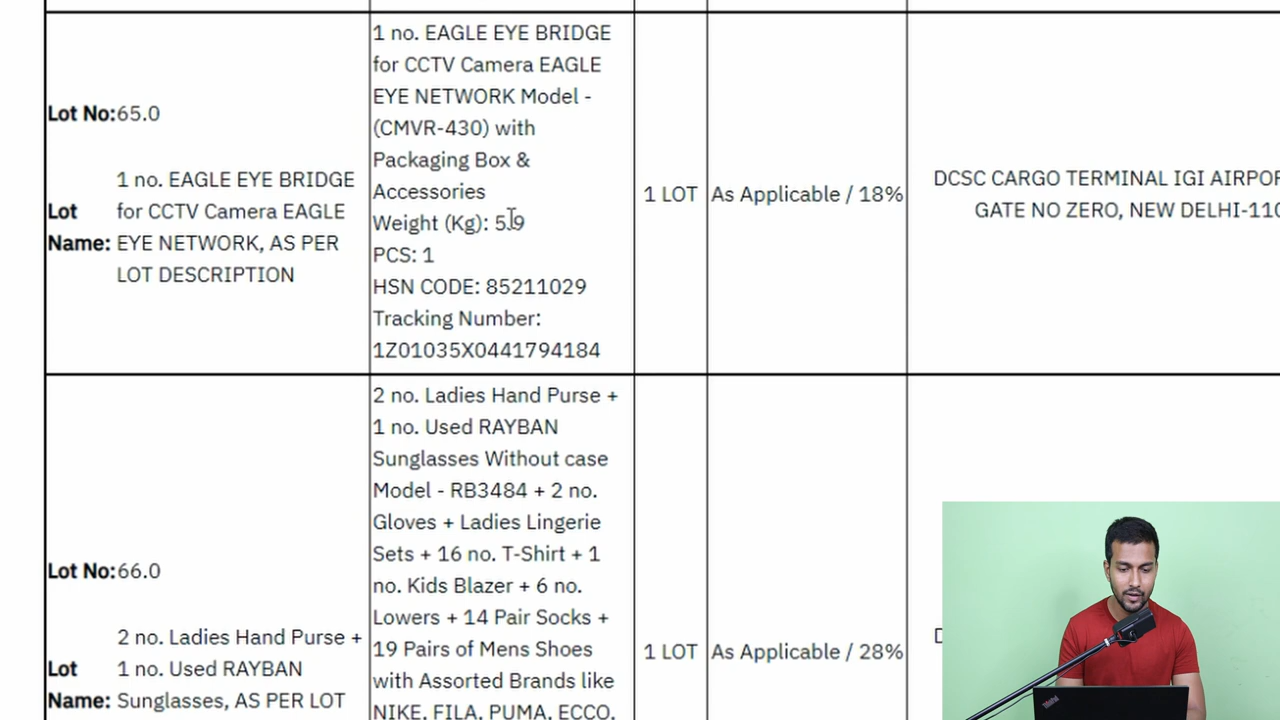 Lot No:65.0
Lot Name:
1 no. EAGLE EYE BRIDGE
for CCTV Camera EAGLE
EYE NETWORK, AS PER
LOT DESCRIPTION
1 no. EAGLE EYE BRIDGE
for CCTV Camera EAGLE
EYE NETWORK Model -
(CMVR-430) with
Packaging Box &
Accessories
Weight (Kg): 5.9
PCS: 1
HSN CODE: 85211029
Tracking Number:
1Z01035X0441794184
1 LOT
As Applicable / 18%
DCSC CARGO TERMINAL IGI
GATE NO ZERO, NEW
Lot No:66.0
Lot Name:
2 no. Ladies Hand Purse +
1 no. Used RAYBAN
Sunglasses, AS PER LOT
2 no. Ladies Hand Purse +
1 no. Used RAYBAN
Sunglasses Without case
Model - RB3484 + 2 no.
Gloves + Ladies Lingerie
Sets + 16 no. T-Shirt + 1
no. Kids Blazer + 6 no.
Lowers + 14 Pair Socks +
19 Pairs of Mens Shoes
with Assorted Brands like
NIKE, FILA, PUMA, ECCO,
1 LOT
As Applicable / 28%